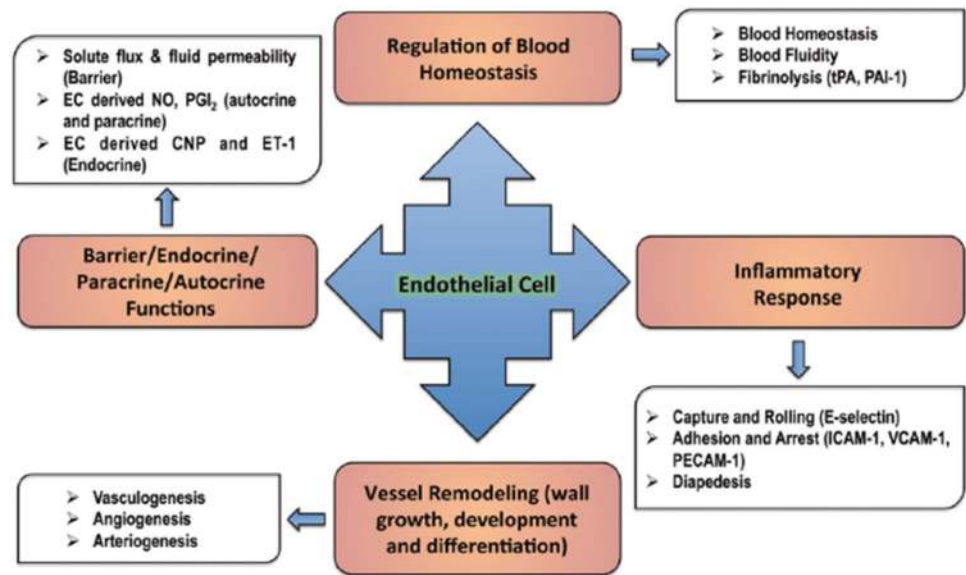 Regulation of Blood
Homeostasis
➢ Blood Homeostasis
➢ Blood Fluidity
➢ Fibrinolysis (tPA, PAI-1)
➢ Solute flux & fluid permeability
(Barrier)
➢ EC derived NO, PGI₂ (autocrine
and paracrine)
➢ EC derived CNP and ET-1
(Endocrine)
Barrier/Endocrine/
Paracrine/Autocrine
Functions
Endothelial Cell
Inflammatory
Response
➢ Capture and Rolling (E-selectin)
➢ Adhesion and Arrest (ICAM-1, VCAM-1,
PECAM-1)
➢ Diapedesis
Vessel Remodeling (wall
growth, development
and differentiation)
➢ Vasculogenesis
➢ Angiogenesis
➢ Arteriogenesis